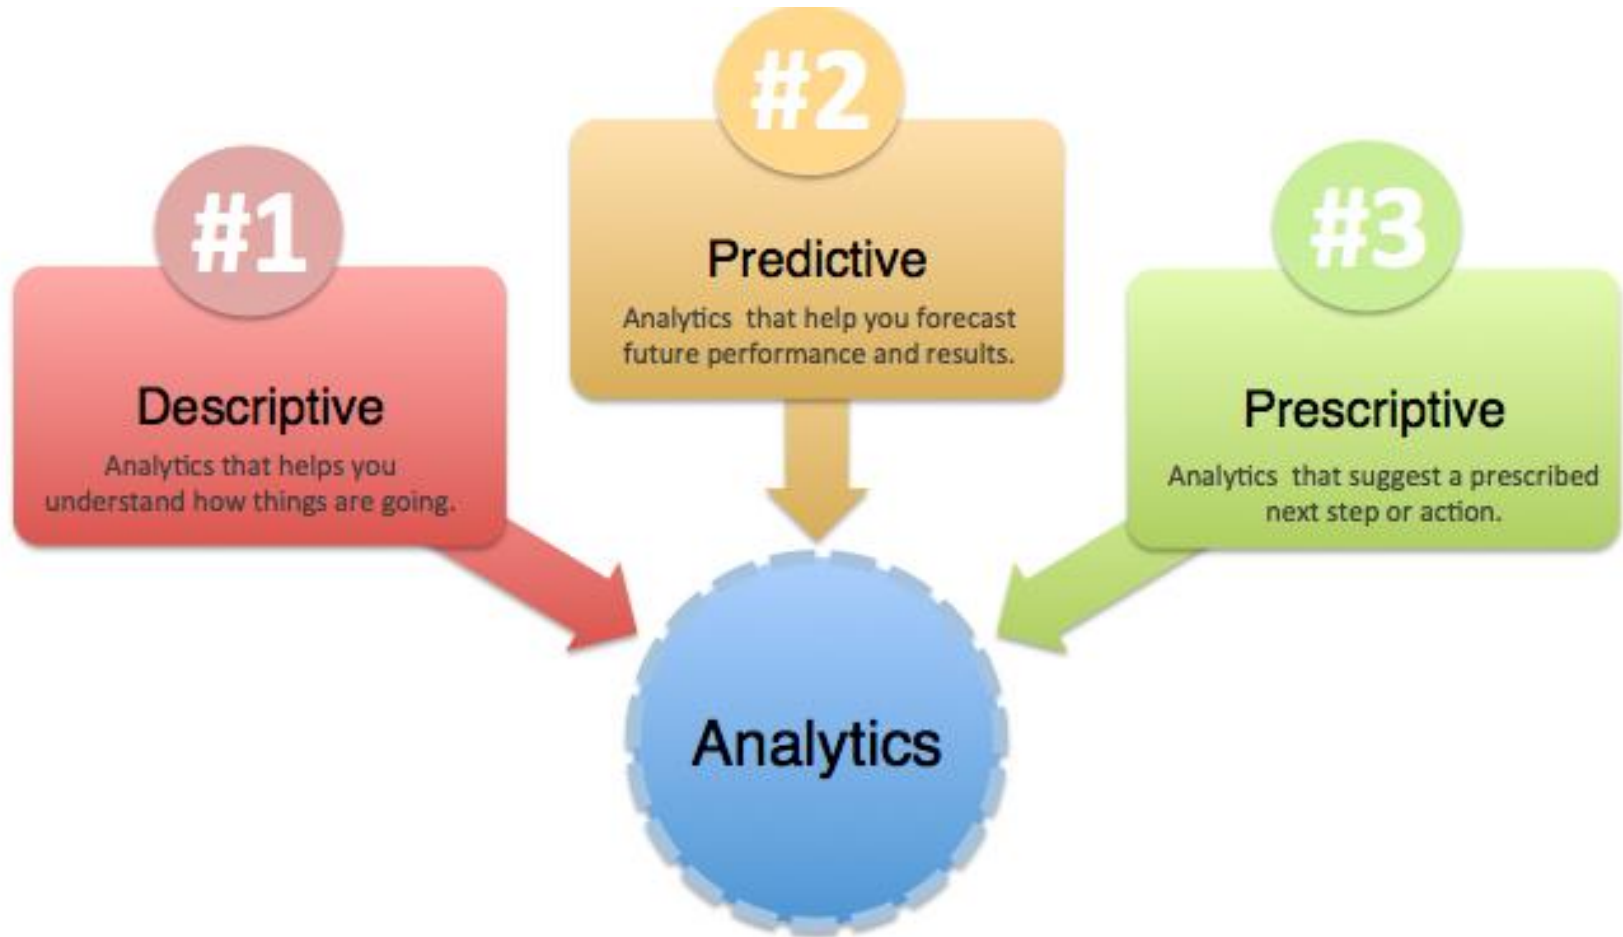 #1
Descriptive
Analytics that helps you
understand how things are going.
#2
Predictive
Analytics  that help you forecast
future performance and results.
#3
Prescriptive
Analytics  that suggest a prescribed
next step or action.
Analytics